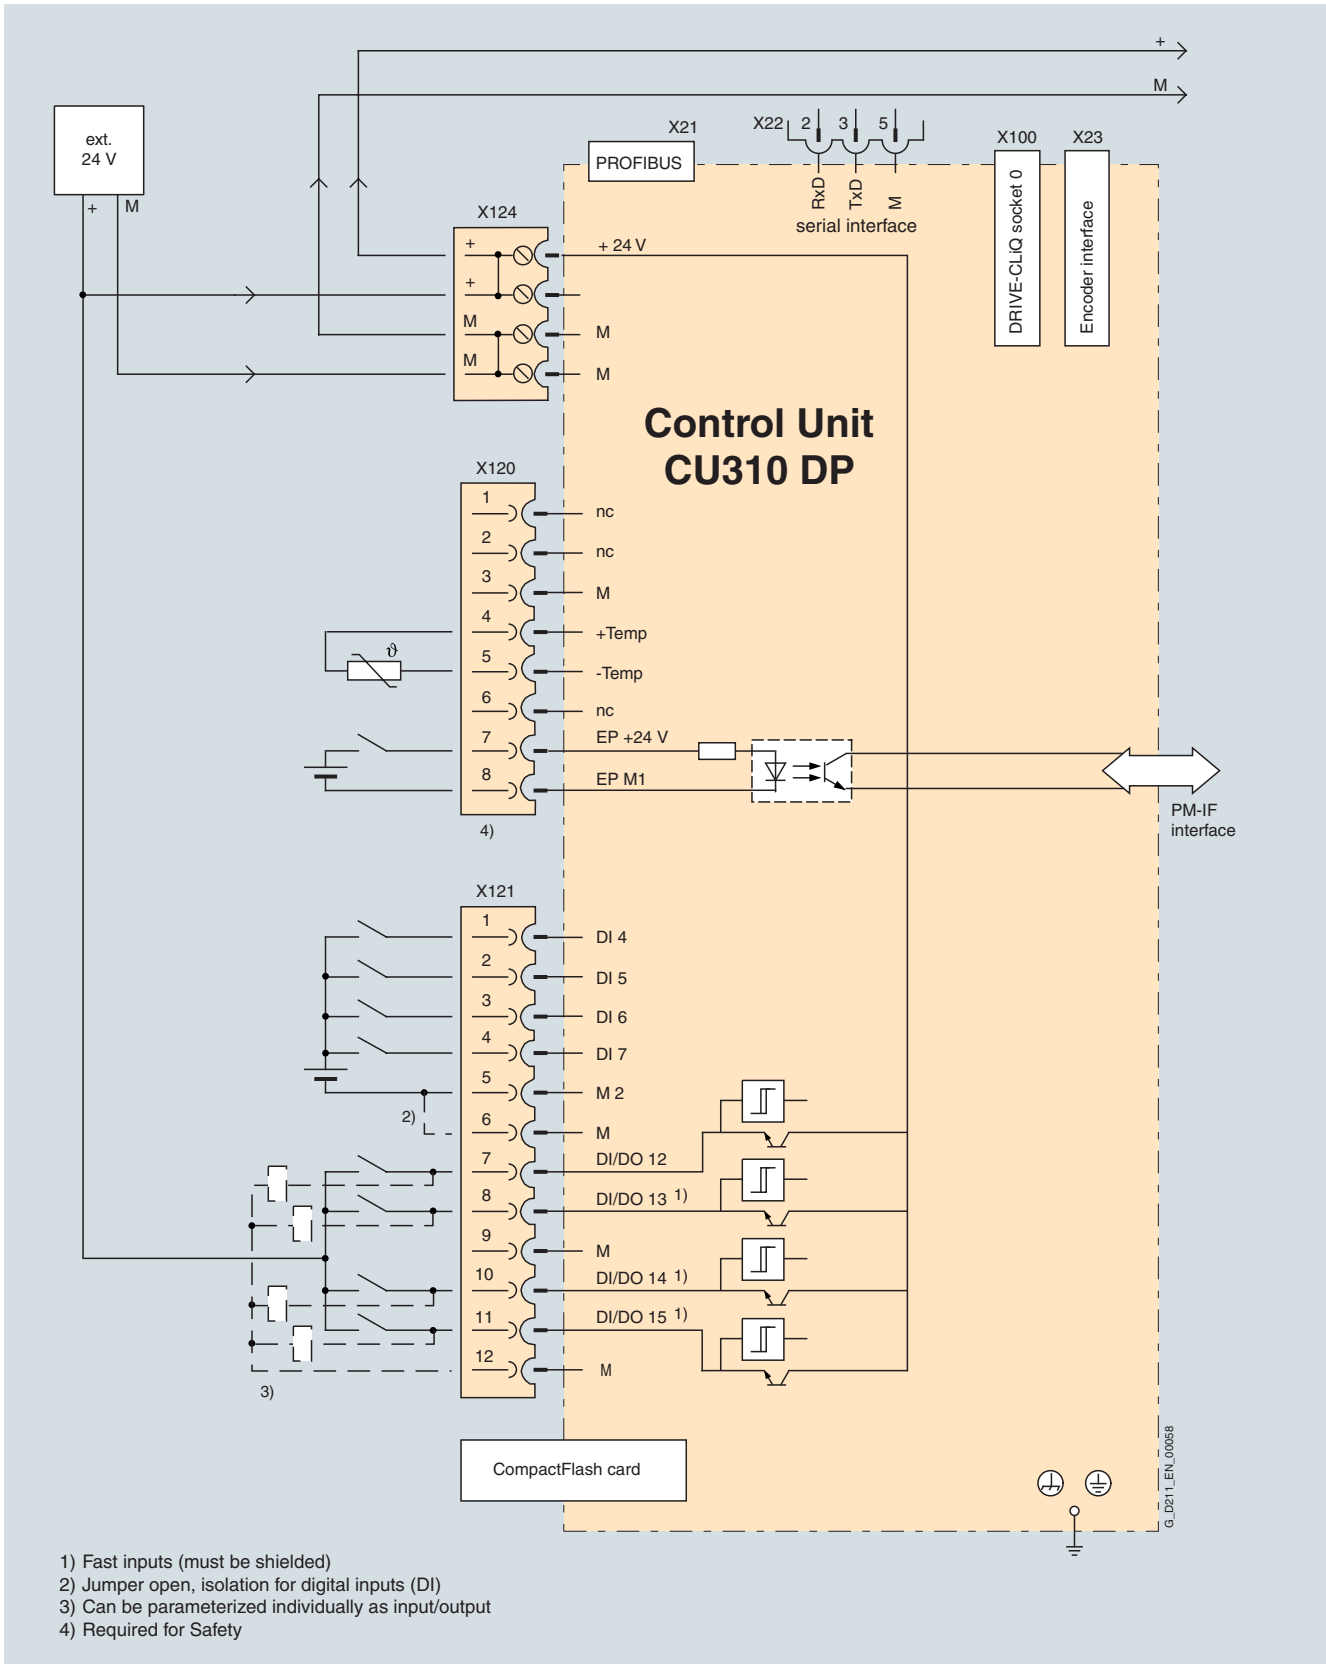 +
M
ext.
24 V
+
M
X21
PROFIBUS
X22
2
3
5
RxD
TxD
M
serial interface
X100
DRIVE-CLiQ socket 0
X23
Encoder interface
X124
+
+
M
M
+ 24 V
M
M
Control Unit
CU310 DP
X120
1
nc
2
nc
3
M
4
+Temp
ϑ
5
-Temp
6
nc
7
EP +24 V
8
EP M1
4)
PM-IF
interface
X121
1
DI 4
2
DI 5
3
DI 6
4
DI 7
5
M 2
2)
6
M
7
DI/DO 12
8
DI/DO 13 1)
9
M
10
DI/DO 14 1)
11
DI/DO 15 1)
12
M
3)
CompactFlash card
G_D211_EN_00058
1) Fast inputs (must be shielded)
2) Jumper open, isolation for digital inputs (DI)
3) Can be parameterized individually as input/output
4) Required for Safety